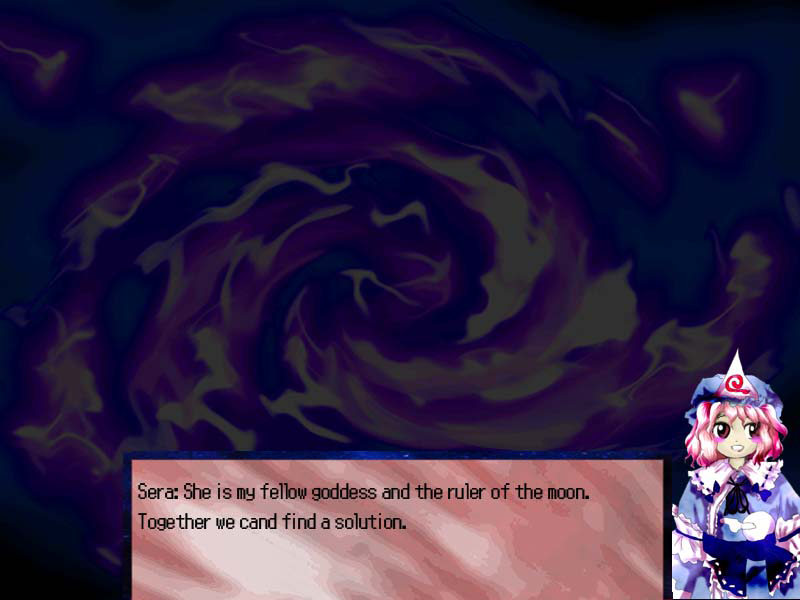 Sera: She is my fellow goddess and the ruler of the moon.
Together we cand find a solution.